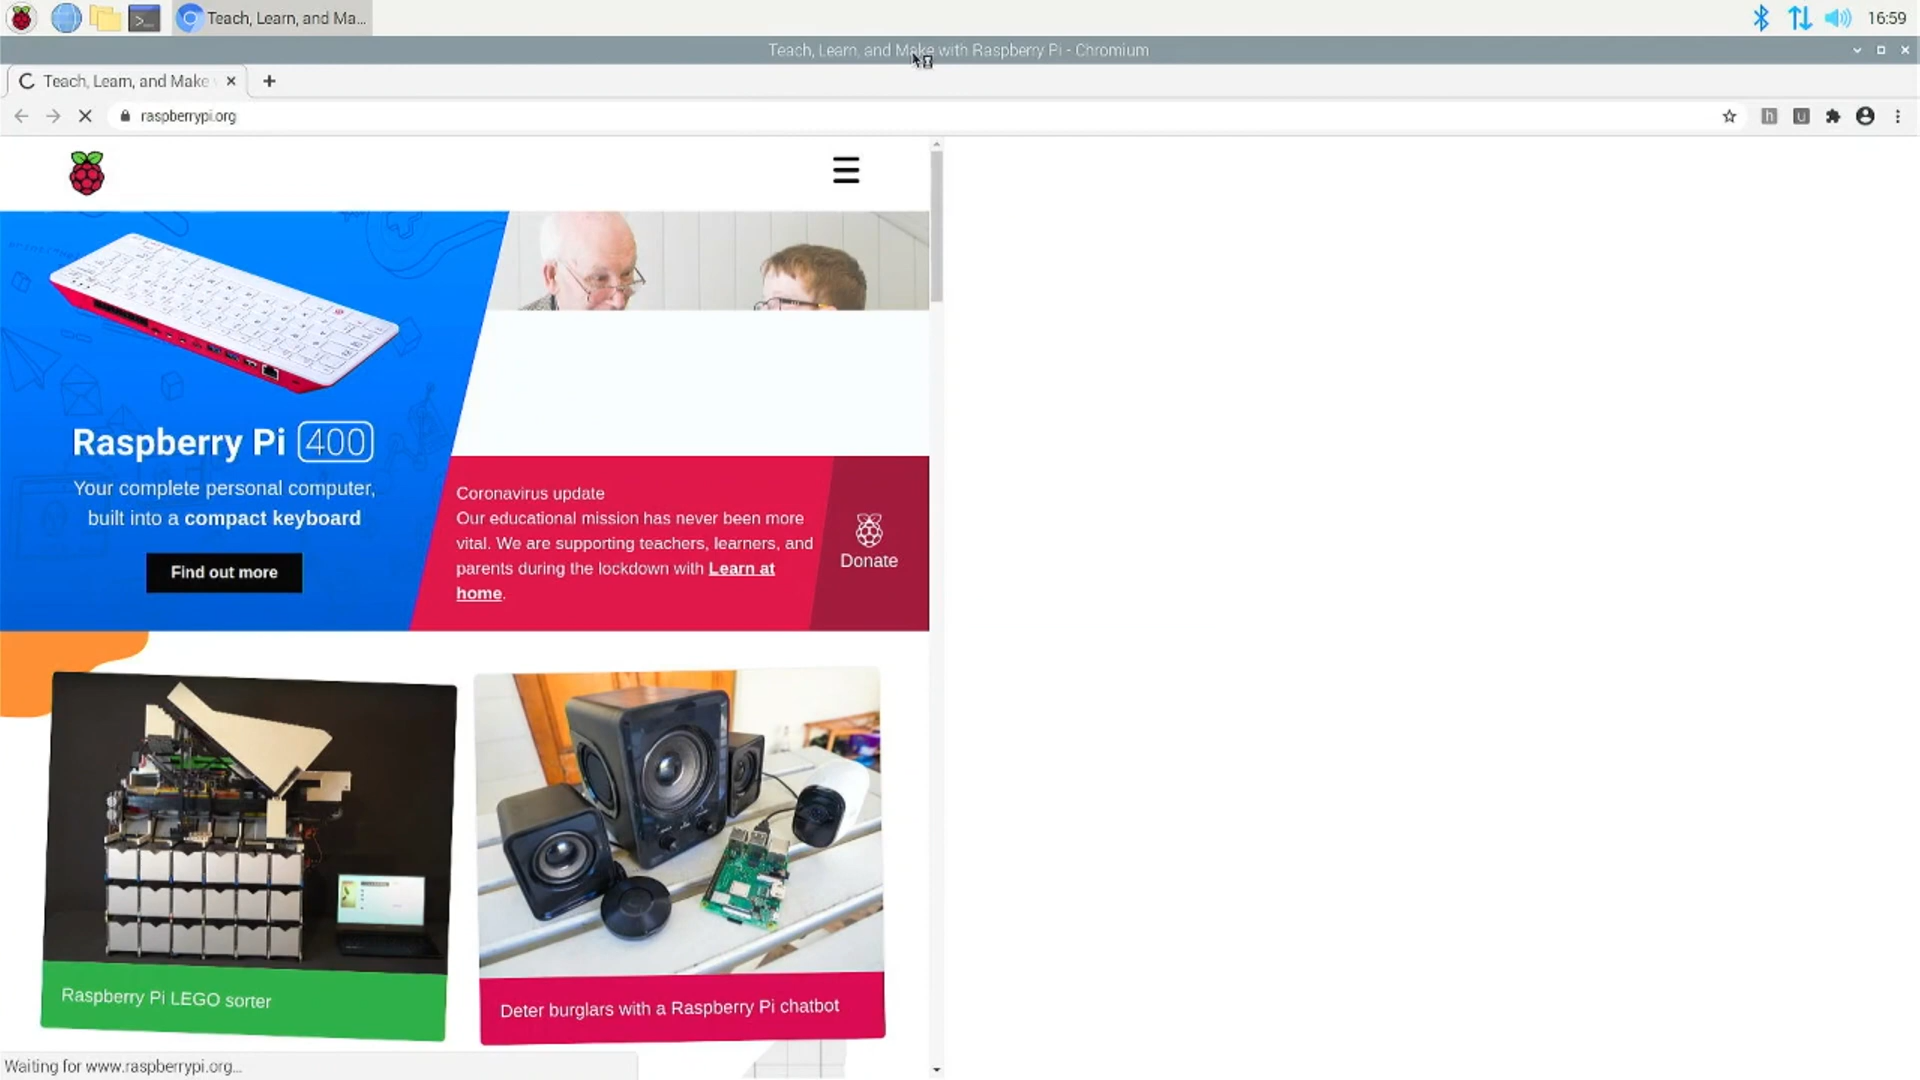 Teach, Learn, and Ma...
16:59
Teach, Learn, and Make with Raspberry Pi - Chromium
Teach, Learn, and Make
raspberrypi.org
h
u
Raspberry Pi 400
Your complete personal computer,
built into a compact keyboard
Find out more
Coronavirus update
Our educational mission has never been more
vital. We are supporting teachers, learners, and
parents during the lockdown with Learn at
home.
Donate
Raspberry Pi LEGO sorter
Deter burglars with a Raspberry Pi chatbot
Waiting for www.raspberrypi.org...